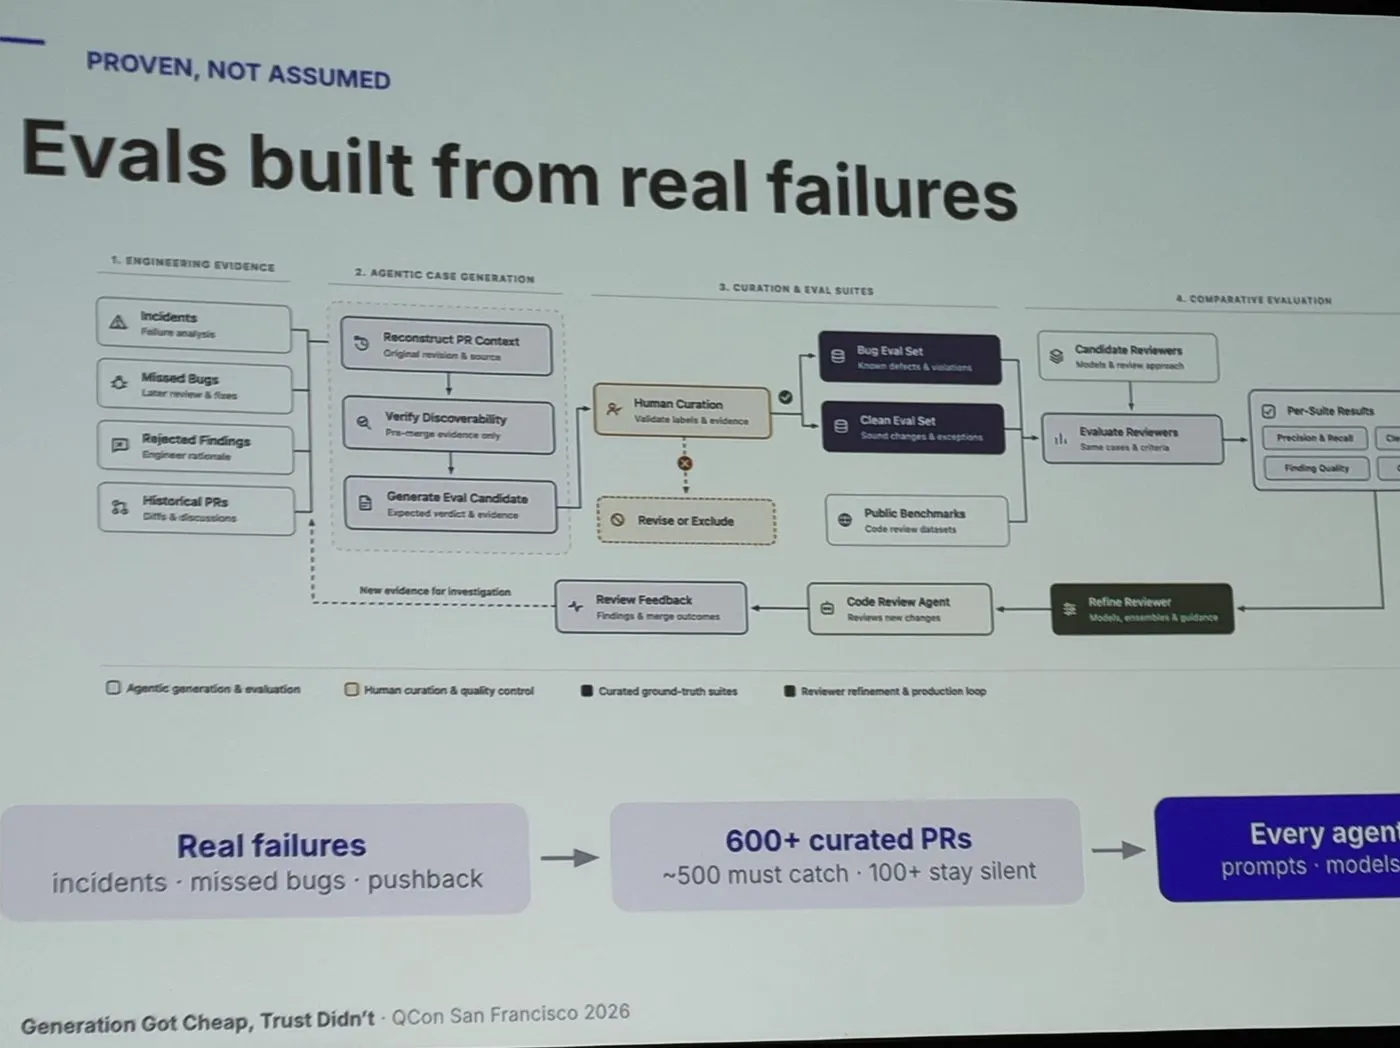 PROVEN, NOT ASSUMED
Evals built from real failures
1. ENGINEERING EVIDENCE
Incidents
Failure analysis
Missed Bugs
Later review & fixes
Rejected Findings
Engineer rationale
Historical PRs
Diffs & discussions
2. AGENTIC CASE GENERATION
Reconstruct PR Context
Original revision & source
Verify Discoverability
Pre-merge evidence only
Generate Eval Candidate
Expected verdict & evidence
3. CURATION & EVAL SUITES
Human Curation
Validate labels & evidence
Revise or Exclude
Bug Eval Set
Known defects & violations
Clean Eval Set
Sound changes & exceptions
Public Benchmarks
Code review datasets
4. COMPARATIVE EVALUATION
Candidate Reviewers
Models & review approach
Evaluate Reviewers
Same cases & criteria
Per-Suite Results
Precision & Recall
Finding Quality
New evidence for investigation
Review Feedback
Findings & merge outcomes
Code Review Agent
Reviews new changes
Refine Reviewer
Models, ensembles & guidance
Agentic generation & evaluation
Human curation & quality control
Curated ground-truth suites
Reviewer refinement & production loop
Real failures
incidents · missed bugs · pushback
600+ curated PRs
~500 must catch · 100+ stay silent
Every agent
prompts · models
Generation Got Cheap, Trust Didn't · QCon San Francisco 2026